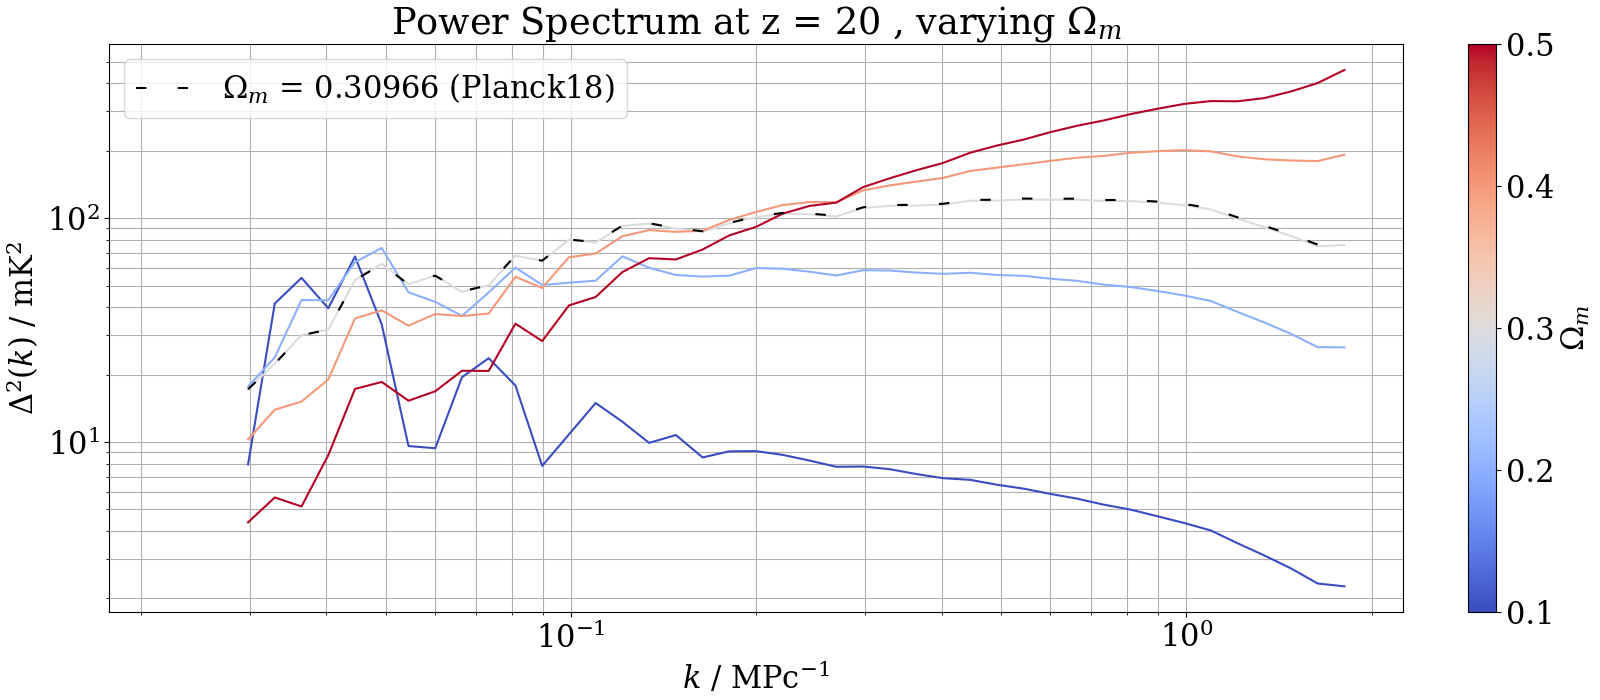 Power Spectrum at z = 20 , varying Ωₘ
Ωₘ = 0.30966 (Planck18)
Δ²(k) / mK²
10²
10¹
10⁻¹
10⁰
k / MPc⁻¹
0.5
0.4
0.3
0.2
0.1
Ωₘ